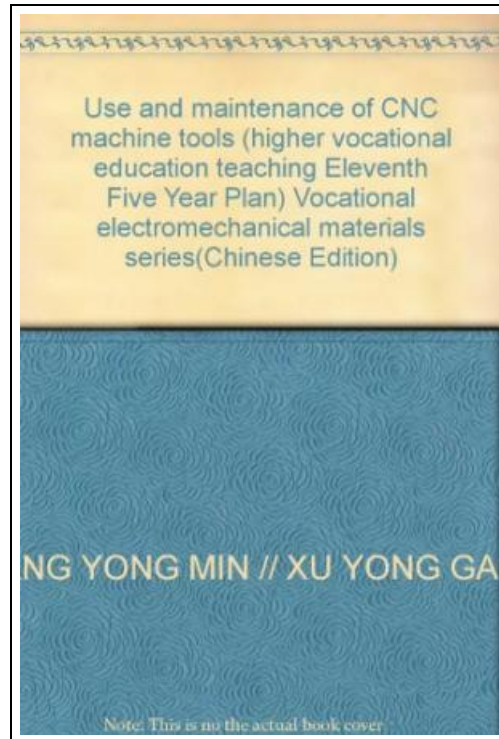 Use and maintenance of CNC
machine tools (higher vocational
education teaching Eleventh
Five Year Plan) Vocational
electromechanical materials
series(Chinese Edition)
NG YONG MIN // XU YONG GA
Note: This is no the actual book cover